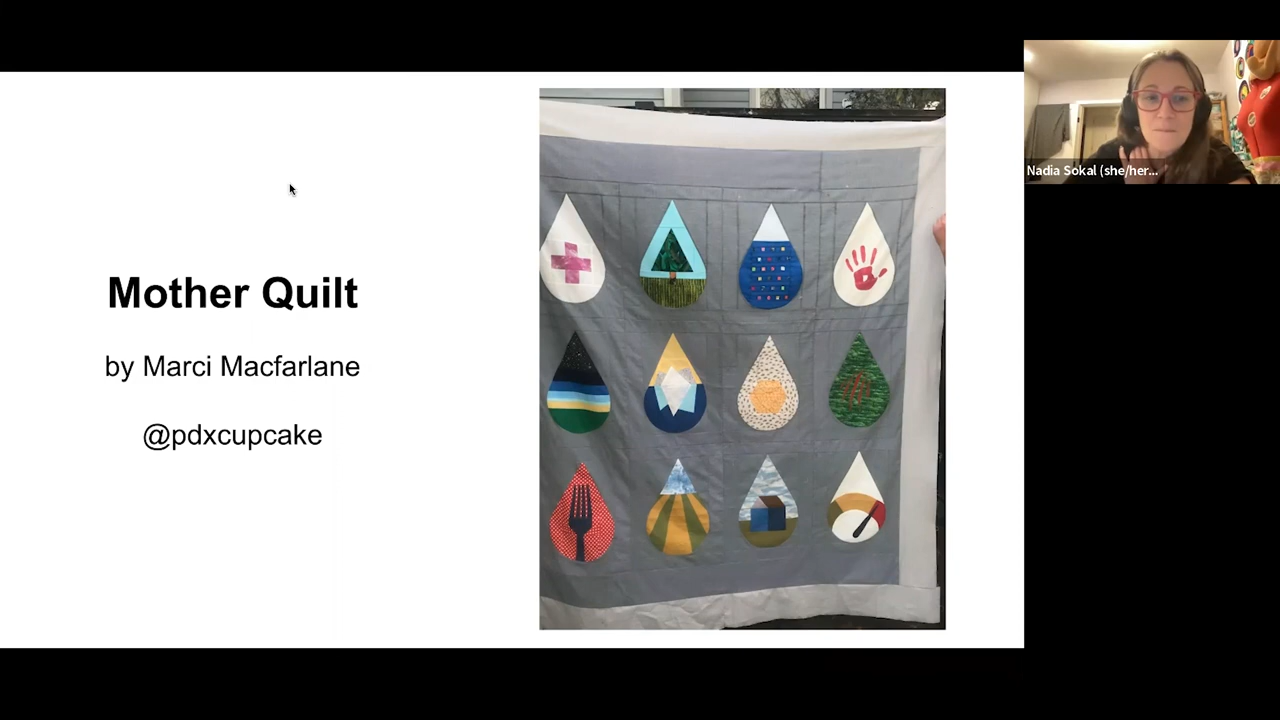 Mother Quilt
by Marci Macfarlane
@pdxcupcake
Nadia Sokal (she/her...